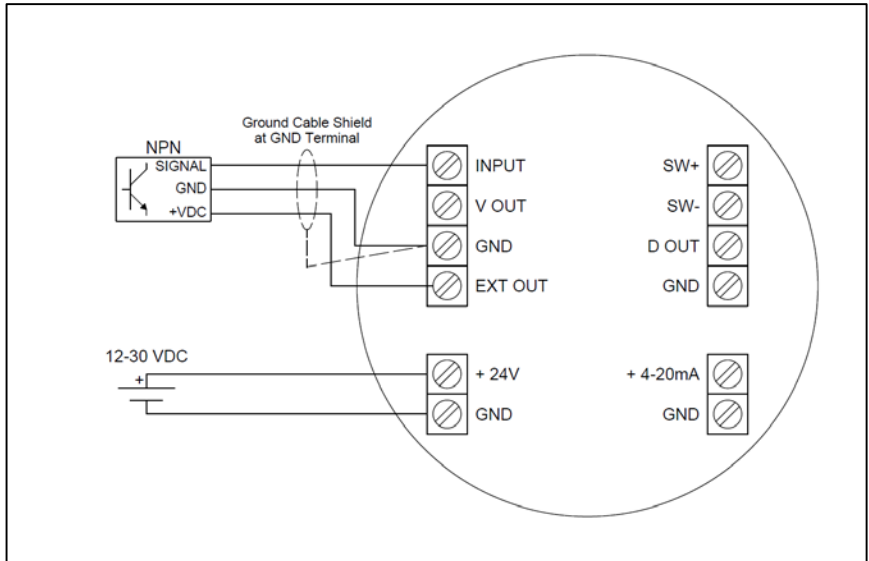 Ground Cable Shield
at GND Terminal
NPN
SIGNAL
GND
+VDC
INPUT
V OUT
GND
EXT OUT
SW+
SW-
D OUT
GND
12-30 VDC
+
+ 24V
GND
+ 4-20mA
GND